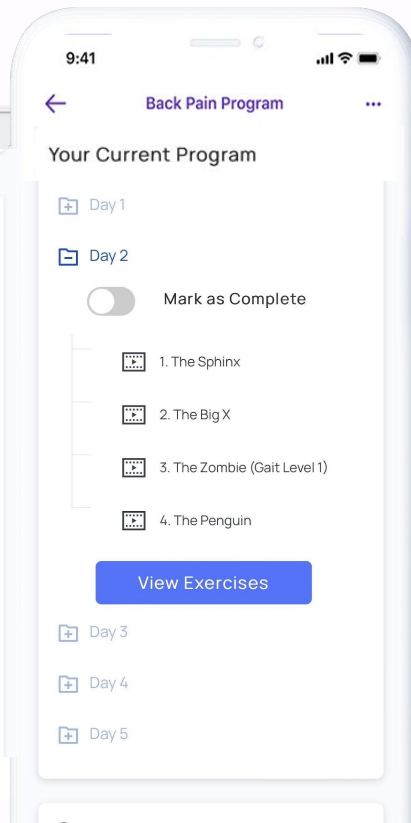 9:41
Back Pain Program
Your Current Program
Day 1
Day 2
Mark as Complete
1. The Sphinx
2. The Big X
3. The Zombie (Gait Level 1)
4. The Penguin
View Exercises
Day 3
Day 4
Day 5